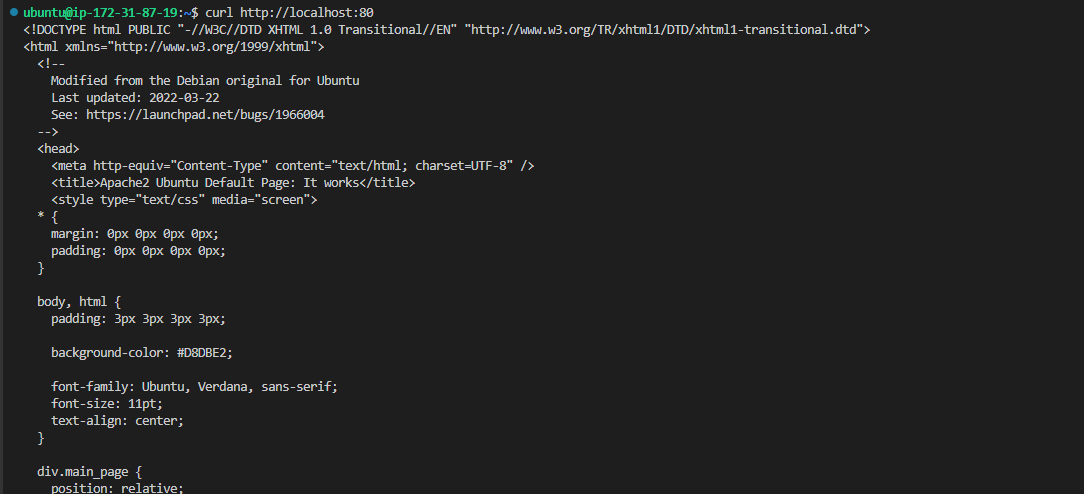 ubuntu@ip-172-31-87-19:~$ curl http://localhost:80
<!DOCTYPE html PUBLIC "-//W3C//DTD XHTML 1.0 Transitional//EN" "http://www.w3.org/TR/xhtml1/DTD/xhtml1-transitional.dtd">
<html xmlns="http://www.w3.org/1999/xhtml">
  <!--
    Modified from the Debian original for Ubuntu
    Last updated: 2022-03-22
    See: https://launchpad.net/bugs/1966004
  -->
  <head>
    <meta http-equiv="Content-Type" content="text/html; charset=UTF-8" />
    <title>Apache2 Ubuntu Default Page: It works</title>
    <style type="text/css" media="screen">
  * {
    margin: 0px 0px 0px 0px;
    padding: 0px 0px 0px 0px;
  }

  body, html {
    padding: 3px 3px 3px 3px;

    background-color: #D8DBE2;

    font-family: Ubuntu, Verdana, sans-serif;
    font-size: 11pt;
    text-align: center;
  }

  div.main_page {
    position: relative;